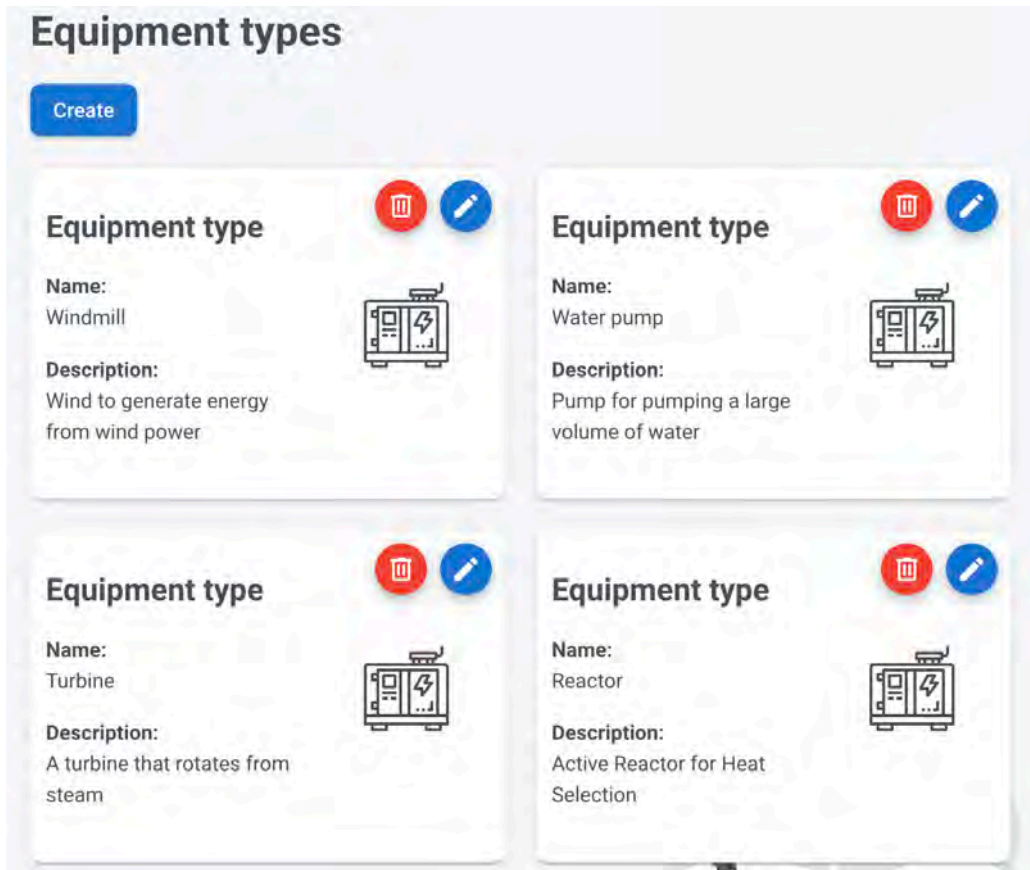 Equipment types
Create
Equipment type
Name:
Windmill
Description:
Wind to generate energy
from wind power
Equipment type
Name:
Water pump
Description:
Pump for pumping a large
volume of water
Equipment type
Name:
Turbine
Description:
A turbine that rotates from
steam
Equipment type
Name:
Reactor
Description:
Active Reactor for Heat
Selection